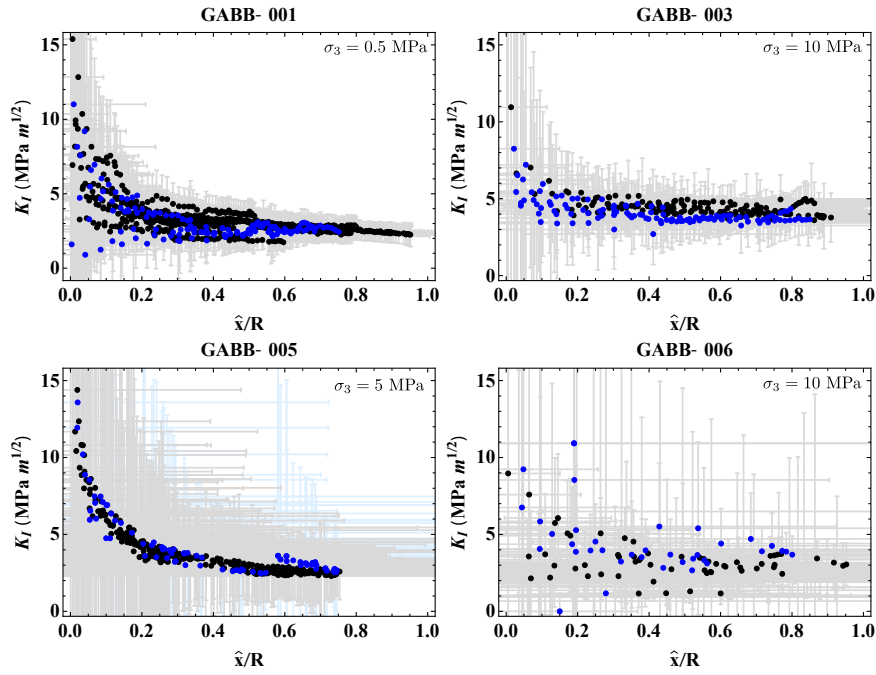 GABB- 001
GABB- 003
σ₃ = 0.5 MPa
σ₃ = 10 MPa
K_I (MPa m^1/2)
15
10
5
0
0.0 0.2 0.4 0.6 0.8 1.0
x̂/R
K_I (MPa m^1/2)
15
10
5
0
0.0 0.2 0.4 0.6 0.8 1.0
x̂/R
GABB- 005
GABB- 006
σ₃ = 5 MPa
σ₃ = 10 MPa
K_I (MPa m^1/2)
15
10
5
0
0.0 0.2 0.4 0.6 0.8 1.0
x̂/R
K_I (MPa m^1/2)
15
10
5
0
0.0 0.2 0.4 0.6 0.8 1.0
x̂/R